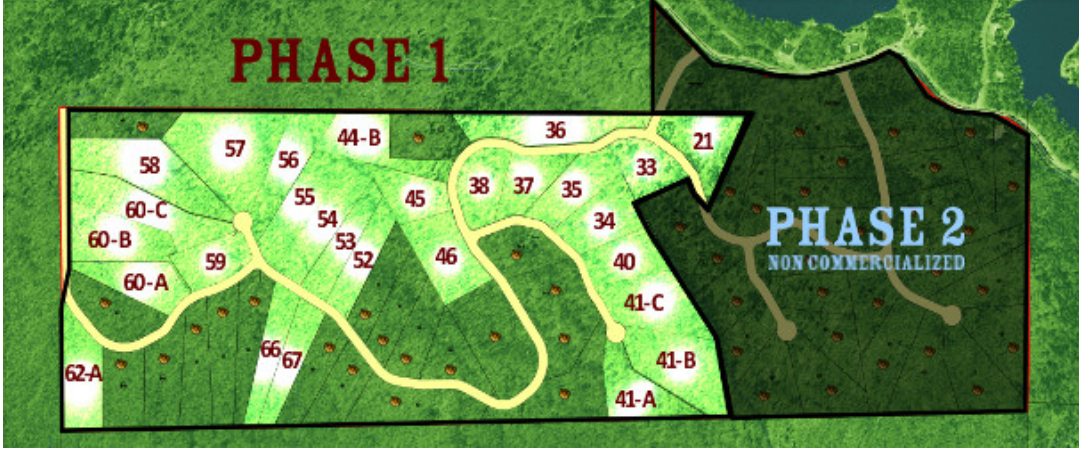 PHASE 1
44-B
36
21
57
56
58
33
38
37
35
45
55
60-C
54
34
60-B
53
52
59
46
40
60-A
41-C
66
67
41-B
62-A
41-A
PHASE 2
NON COMMERCIALIZED